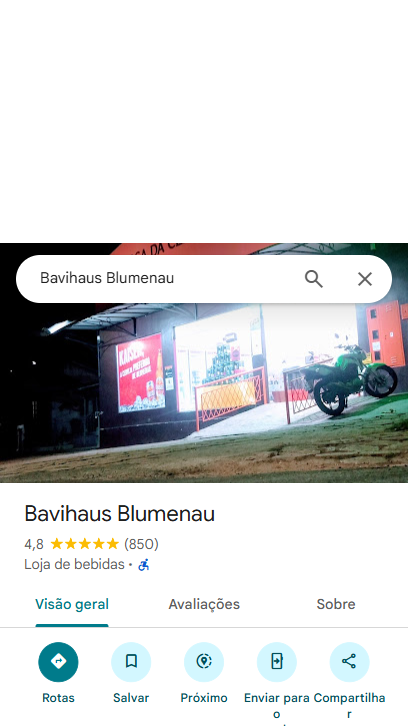 Bavihaus Blumenau
KAISER,
Bavihaus Blumenau
4,8 (850)
Loja de bebidas •
Visão geral
Avaliações
Sobre
Rotas
Salvar
Próximo
Enviar para o
Compartilhar